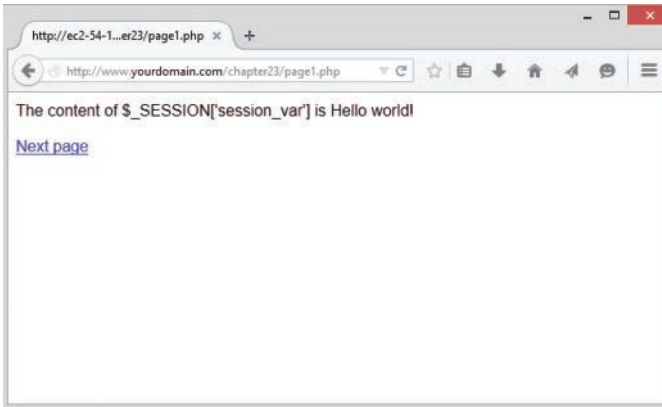 http://ec2-54-1...er23/page1.php × +
http://www.yourdomain.com/chapter23/page1.php
The content of $_SESSION['session_var'] is Hello world!
Next page